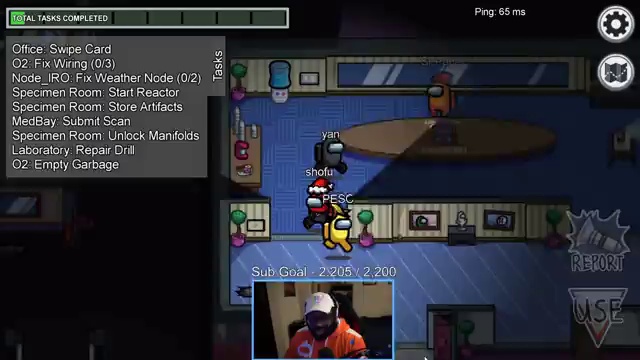 TOTAL TASKS COMPLETED
Ping: 65 ms
Office: Swipe Card
O2: Fix Wiring (0/3)
Node_IRO: Fix Weather Node (0/2)
Specimen Room: Start Reactor
Specimen Room: Store Artifacts
MedBay: Submit Scan
Specimen Room: Unlock Manifolds
Laboratory: Repair Drill
O2: Empty Garbage
Tasks
yan
shofu
PESC
REPORT
USE
Sub Goal - 2,205 / 2,200